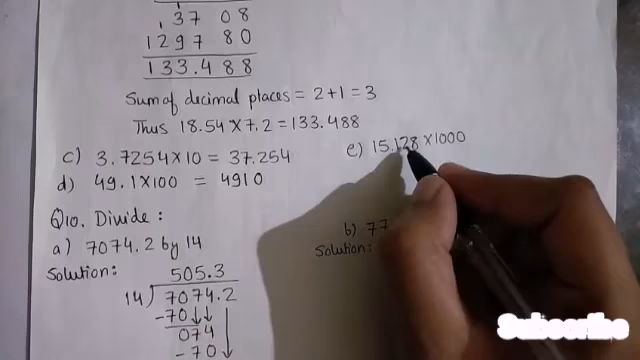 37 08
1297 80
133.488
Sum of decimal places = 2+1 = 3
Thus 18.54 X 7.2 = 133.488
c) 3.7254 X 10 = 37.254
d) 49.1 X 100 = 4910
e) 15.128 X 1000
Q10. Divide :
a) 7074.2 by 14
Solution:
505.3
14) 7074.2
-70
074
-70
b) 77
Solution:
Subscribe